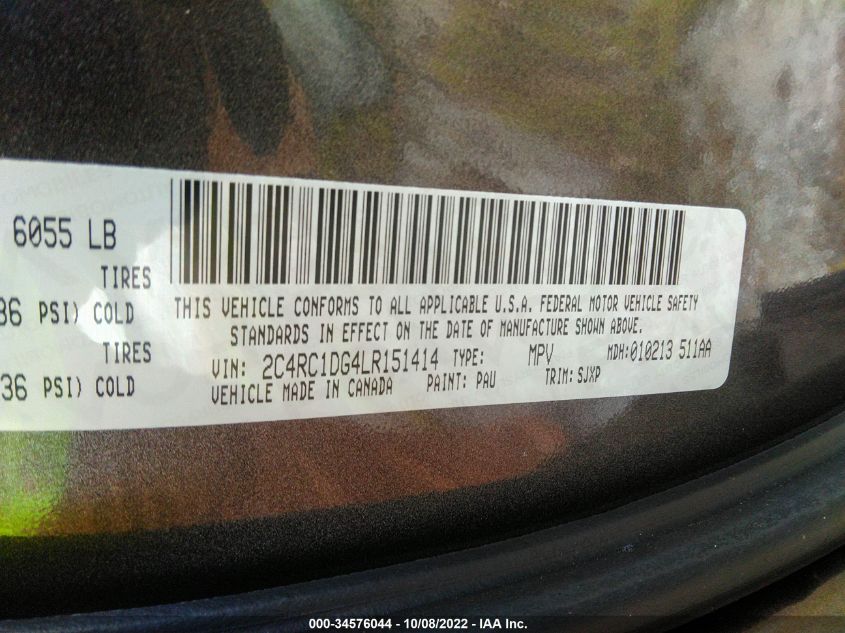 6055 LB
TIRES
36 PSI) COLD
TIRES
36 PSI) COLD
THIS VEHICLE CONFORMS TO ALL APPLICABLE U.S.A. FEDERAL MOTOR VEHICLE SAFETY
STANDARDS IN EFFECT ON THE DATE OF MANUFACTURE SHOWN ABOVE.
VIN: 2C4RC1DG4LR151414 TYPE: MPV MDH:010213 511AA
VEHICLE MADE IN CANADA PAINT: PAU TRIM: SJXP
000-34576044 - 10/08/2022 - IAA Inc.